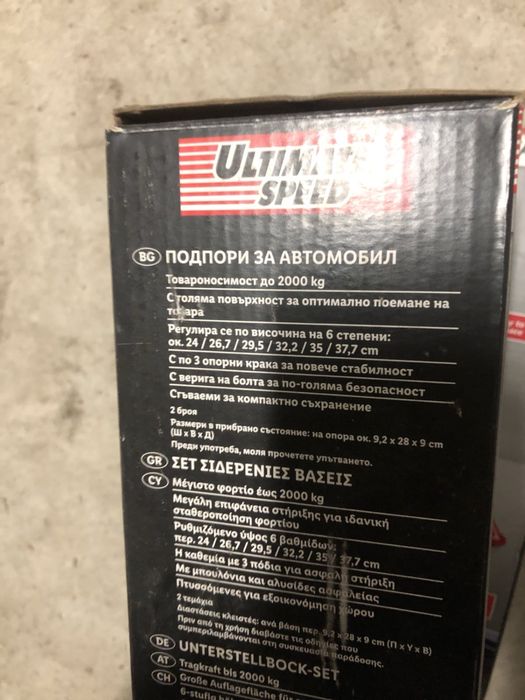 ULTIMATE
SPEED
BG ПОДПОРИ ЗА АВТОМОБИЛ
Товароносимост до 2000 kg
С голяма повърхност за оптимално поемане на
товара
Регулира се по височина на 6 степени:
ок. 24 / 26,7 / 29,5 / 32,2 / 35 / 37,7 cm
С по 3 опорни крака за повече стабилност
С верига на болта за по-голяма безопасност
Сгъваеми за компактно съхранение
2 броя
Размери в прибрано състояние: на опора ок. 9,2 x 28 x 9 cm
(Ш x В x Д)
Преди употреба, моля прочетете упътването.
GR ΣΕΤ ΣΙΔΕΡΕΝΙΕΣ ΒΑΣΕΙΣ
CY Μέγιστο φορτίο έως 2000 kg
Μεγάλη επιφάνεια στήριξης για ιδανική
σταθεροποίηση φορτίου
Ρυθμιζόμενο ύψος 6 βαθμίδων:
περ. 24 / 26,7 / 29,5 / 32,2 / 35 / 37,7 cm
Η καθεμία με 3 πόδια για ασφαλή στήριξη
Με μπουλόνια και αλυσίδες ασφαλείας
Πτυσσόμενες για εξοικονόμηση χώρου
2 τεμάχια
Διαστάσεις κλειστές: ανά βάση περ. 9,2 x 28 x 9 cm (Π x Υ x Β)
Πριν από τη χρήση διαβάστε τις οδηγίες που
συμπεριλαμβάνονται στη συσκευασία παράδοσης.
DE UNTERSTELLBOCK-SET
AT Tragkraft bis 2000 kg
CH Große Auflagefläche für
6-stufig